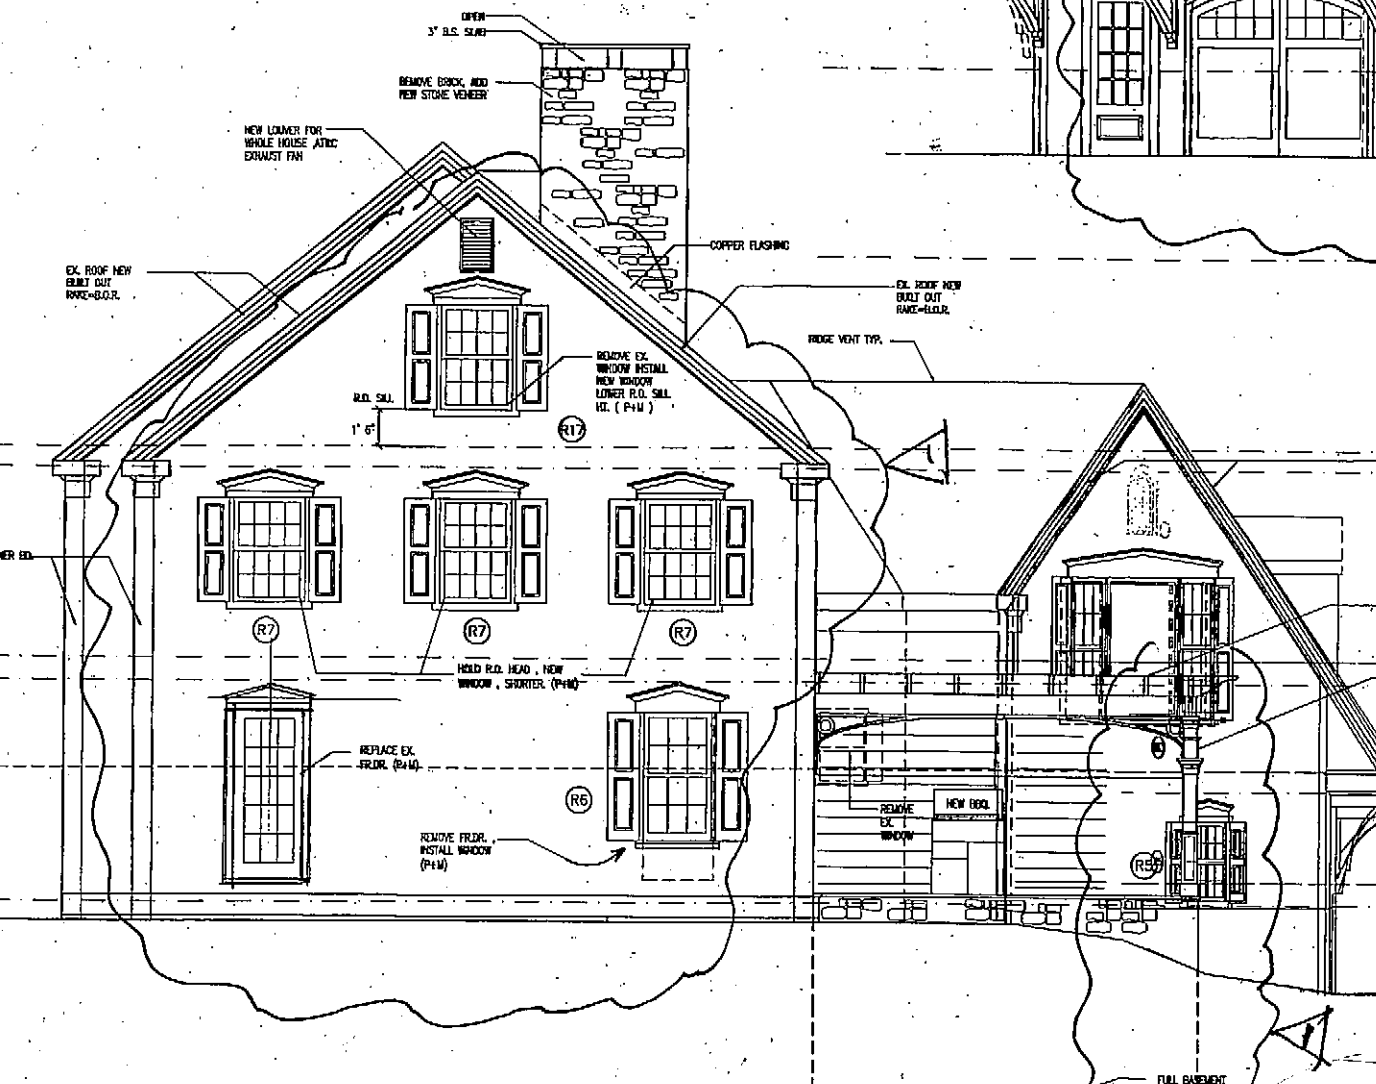 OPEN
3" B.S. SLAB
REMOVE BRICK, ADD
NEW STONE VENEER
NEW LOUVER FOR
WHOLE HOUSE ,ATTIC
EXHAUST FAN
COPPER FLASHING
EX. ROOF NEW
BUILT OUT
RAKE=B.O.R.
EX. ROOF NEW
BUILT OUT
RAKE=B.O.R.
RIDGE VENT TYP.
REMOVE EX.
WINDOW INSTALL
NEW WINDOW
LOWER R.O. SILL
HT. ( P+M )
R.O. SILL
1' 6"
R17
1
R7
R7
R7
HOLD R.O. HEAD , NEW
WINDOW , SHORTER. (P+M)
REPLACE EX.
FR.DR. (P+M)
R6
REMOVE FR.DR. ,
INSTALL WINDOW
(P+M)
REMOVE
EX.
WINDOW
NEW BBQ.
1
FULL BASEMENT